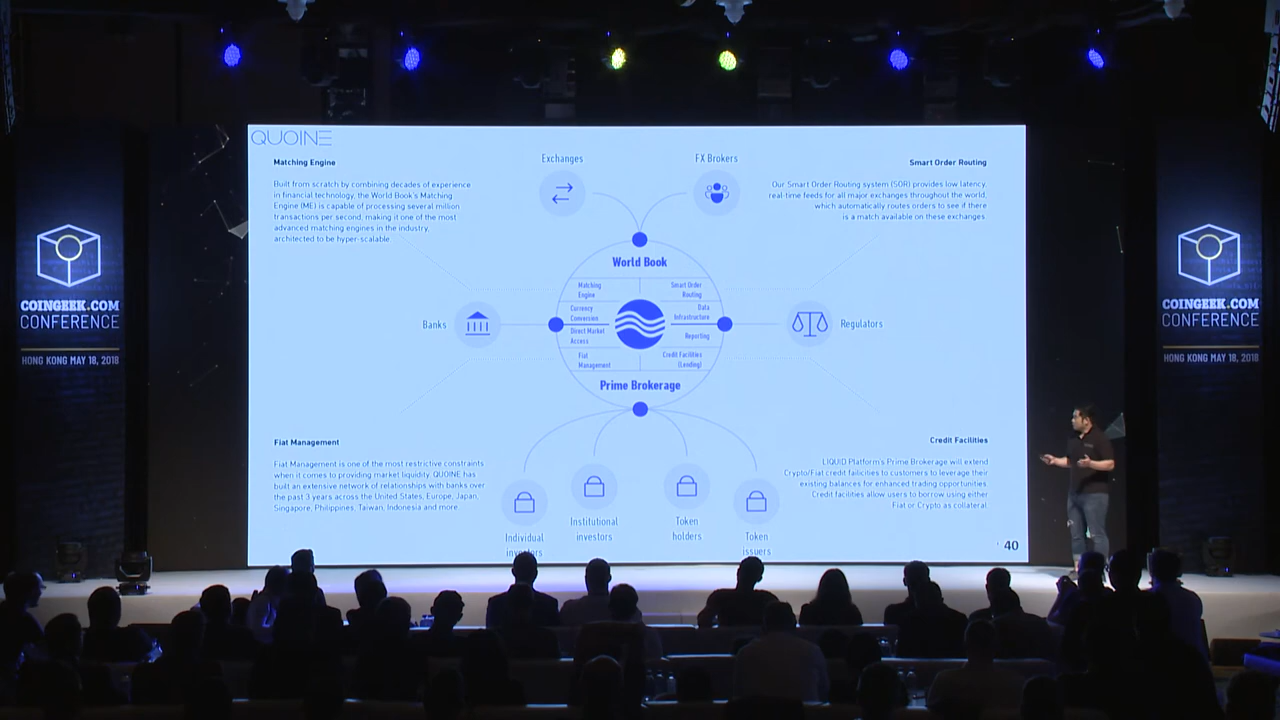 QUOINE
Matching Engine
Built from scratch by combining decades of experience
in financial technology, the World Book's Matching
Engine (ME) is capable of processing several million
transactions per second, making it one of the most
advanced matching engines in the industry,
architected to be hyper-scalable.
Exchanges
FX Brokers
Smart Order Routing
Our Smart Order Routing system (SOR) provides low latency,
real-time feeds for all major exchanges throughout the world,
which automatically routes orders to see if there
is a match available on these exchanges.
World Book
Matching
Engine
Smart Order
Routing
Currency
Conversion
Data
Infrastructure
Direct Market
Access
Reporting
Fiat
Management
Credit Facilities
(Lending)
Prime Brokerage
Banks
Regulators
Fiat Management
Fiat Management is one of the most restrictive constraints
when it comes to providing market liquidity. QUOINE has
built an extensive network of relationships with banks over
the past 3 years across the United States, Europe, Japan,
Singapore, Philippines, Taiwan, Indonesia and more.
Credit Facilities
LIQUID Platform's Prime Brokerage will extend
Crypto/Fiat credit failicities to customers to leverage their
existing balances for enhanced trading opportunities.
Credit facilities allow users to borrow using either
Fiat or Crypto as collateral.
Individual
investors
Institutional
investors
Token
holders
Token
issuers
40
COINGEEK.COM
CONFERENCE
HONG KONG MAY 18, 2018
COINGEEK.COM
CONFERENCE
HONG KONG MAY 18, 2018